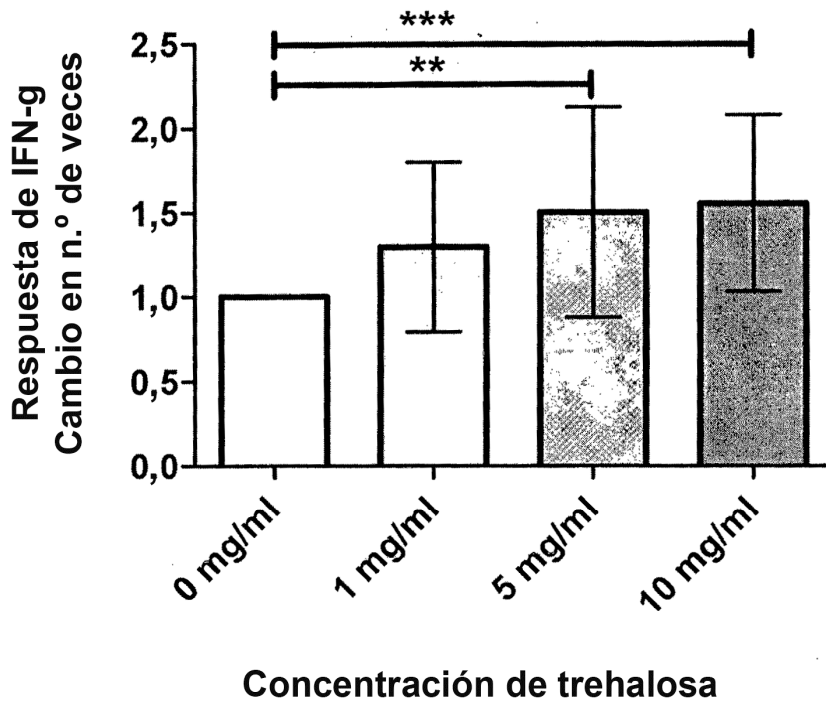 ***
**
2,5
2,0
1,5
1,0
0,5
0,0
Respuesta de IFN-g
Cambio en n.º de veces
0 mg/ml
1 mg/ml
5 mg/ml
10 mg/ml
Concentración de trehalosa